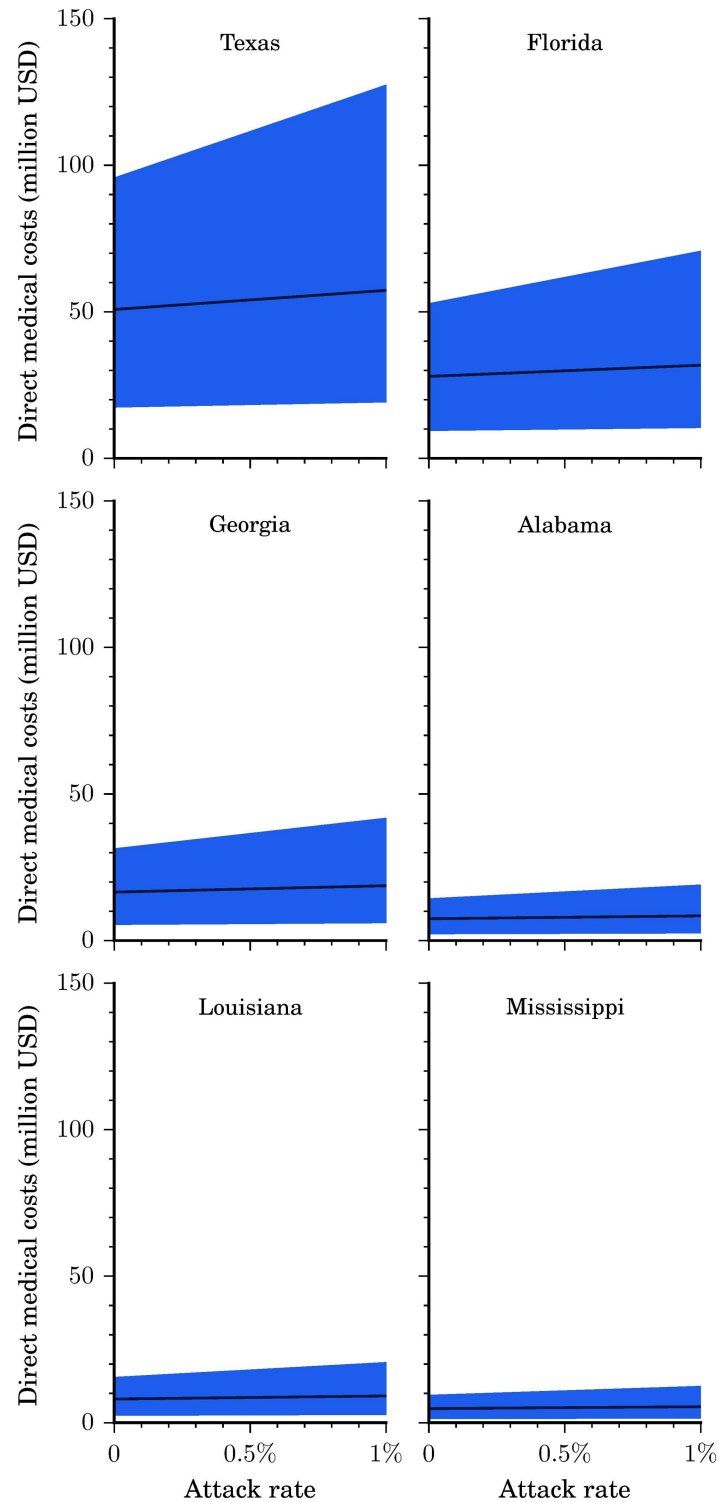 Direct medical costs (million USD)
150
100
50
0
Texas
Florida
Direct medical costs (million USD)
150
100
50
0
Georgia
Alabama
Direct medical costs (million USD)
150
100
50
0
Louisiana
Mississippi
0 0.5% 1%
0 0.5% 1%
Attack rate
Attack rate